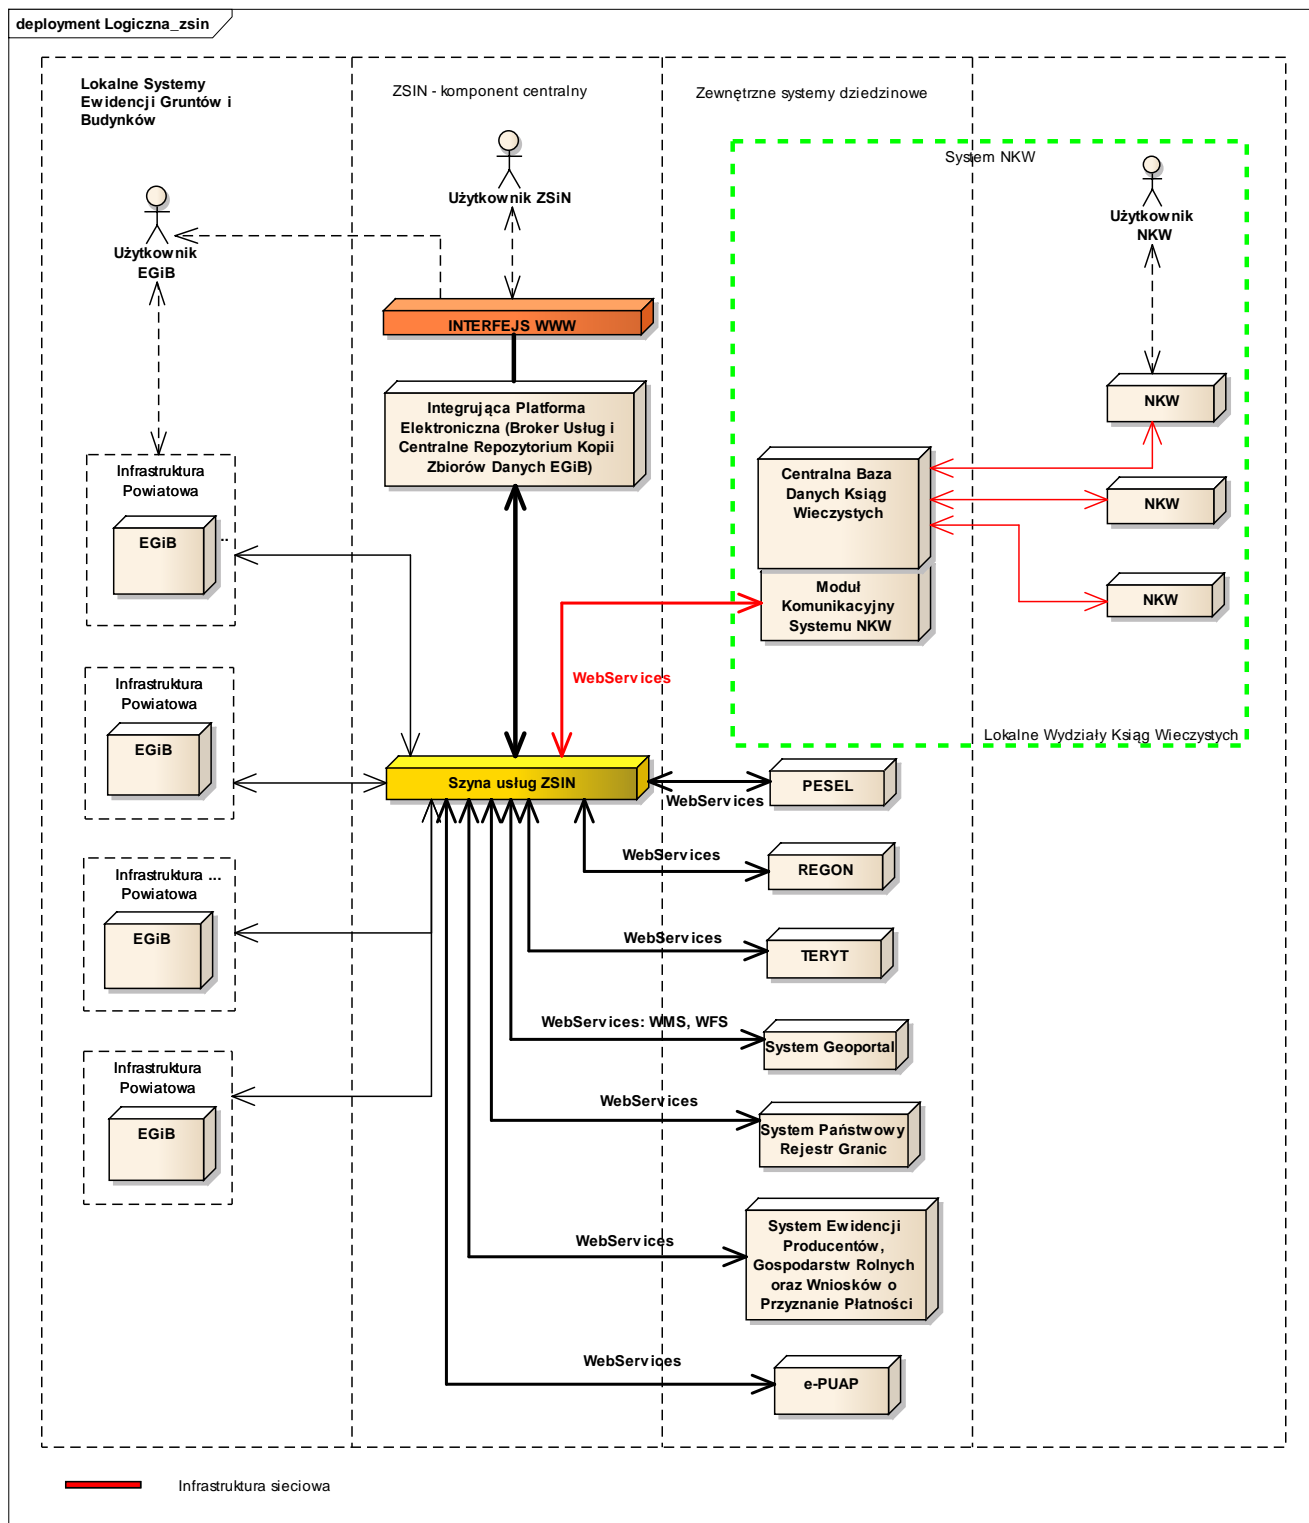 deployment Logiczna_zsin
Lokalne Systemy
Ewidencji Gruntów i
Budynków
ZSIN - komponent centralny
Zewnętrzne systemy dziedzinowe
System NKW
Użytkownik ZSiN
Użytkownik
NKW
Użytkownik
EGiB
INTERFEJS WWW
Integrująca Platforma
Elektroniczna (Broker Usług i
Centralne Repozytorium Kopii
Zbiorów Danych EGiB)
NKW
Infrastruktura
Powiatowa
EGiB
..
Centralna Baza
Danych Ksiąg
Wieczystych
NKW
Moduł
Komunikacyjny
Systemu NKW
NKW
WebServices
Infrastruktura
Powiatowa
EGiB
Lokalne Wydziały Ksiąg Wieczystych
Szyna usług ZSIN
PESEL
WebServices
WebServices
REGON
Infrastruktura ...
Powiatowa
EGiB
WebServices
TERYT
WebServices: WMS, WFS
System Geoportal
Infrastruktura
Powiatowa
EGiB
WebServices
System Państwowy
Rejestr Granic
WebServices
System Ewidencji
Producentów,
Gospodarstw Rolnych
oraz Wniosków o
Przyznanie Płatności
WebServices
e-PUAP
Infrastruktura sieciowa